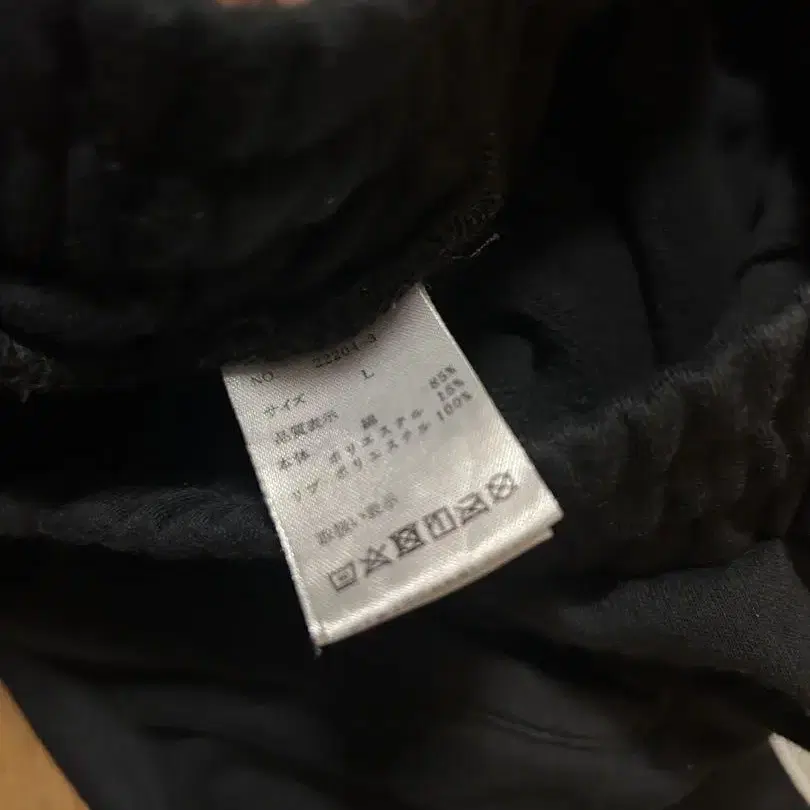 NO 22201-3
サイズ L
品質表示
本体 綿 85%
ポリエステル 15%
リブ ポリエステル 100%
取扱い表示